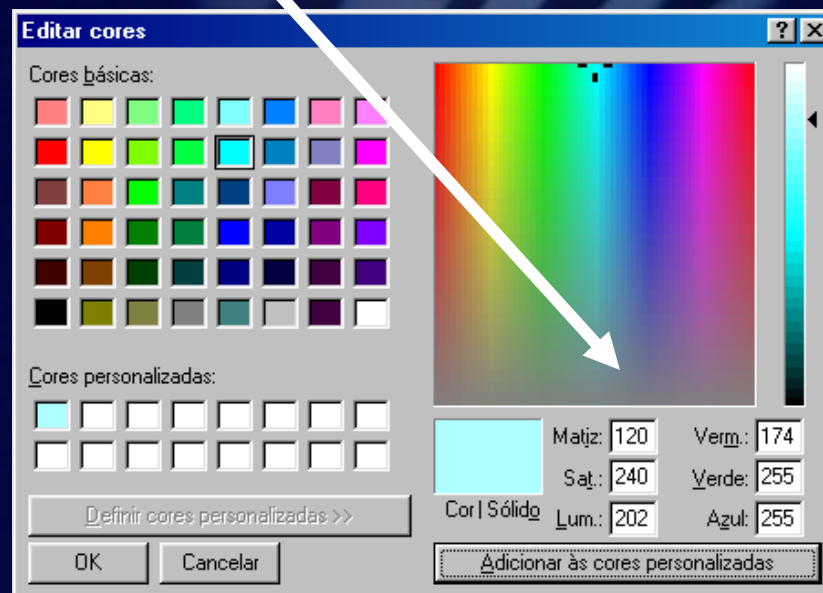 Editar cores
Cores básicas:
Cores personalizadas:
Definir cores personalizadas >>
OK
Cancelar
Matiz: 120
Verm.: 174
Sat.: 240
Verde: 255
Cor|Sólido
Lum.: 202
Azul: 255
Adicionar às cores personalizadas